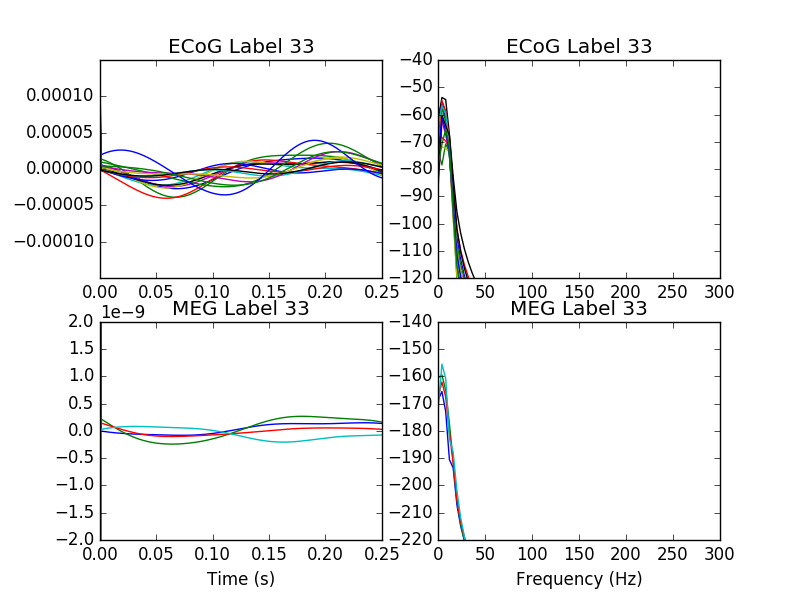 ECoG Label 33
ECoG Label 33
0.00010
0.00005
0.00000
−0.00005
−0.00010
0.00 0.05 0.10 0.15 0.20 0.25
−40
−50
−60
−70
−80
−90
−100
−110
−120
0 50 100 150 200 250 300
1e−9
MEG Label 33
MEG Label 33
2.0
1.5
1.0
0.5
0.0
−0.5
−1.0
−1.5
−2.0
0.00 0.05 0.10 0.15 0.20 0.25
Time (s)
−140
−150
−160
−170
−180
−190
−200
−210
−220
0 50 100 150 200 250 300
Frequency (Hz)